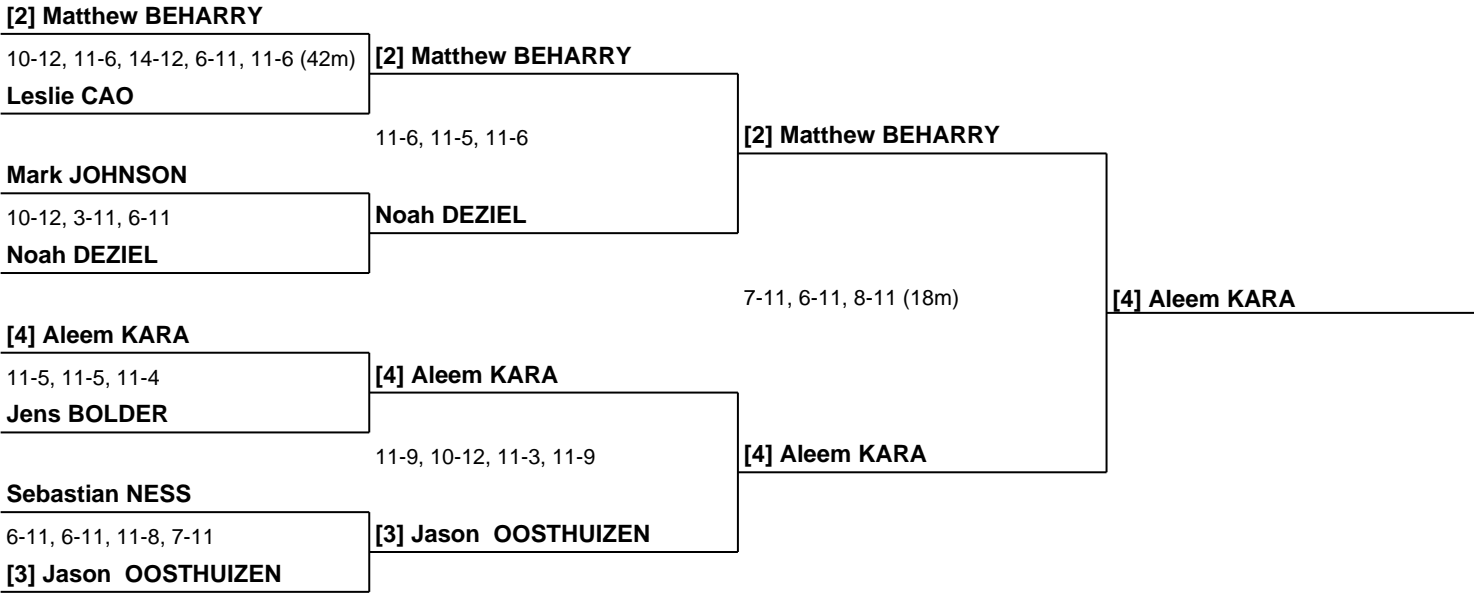 [2] Matthew BEHARRY
10-12, 11-6, 14-12, 6-11, 11-6 (42m)
Leslie CAO
Mark JOHNSON
10-12, 3-11, 6-11
Noah DEZIEL
[4] Aleem KARA
11-5, 11-5, 11-4
Jens BOLDER
Sebastian NESS
6-11, 6-11, 11-8, 7-11
[3] Jason  OOSTHUIZEN
[2] Matthew BEHARRY
11-6, 11-5, 11-6
Noah DEZIEL
[4] Aleem KARA
11-9, 10-12, 11-3, 11-9
[3] Jason  OOSTHUIZEN
[2] Matthew BEHARRY
7-11, 6-11, 8-11 (18m)
[4] Aleem KARA
[4] Aleem KARA